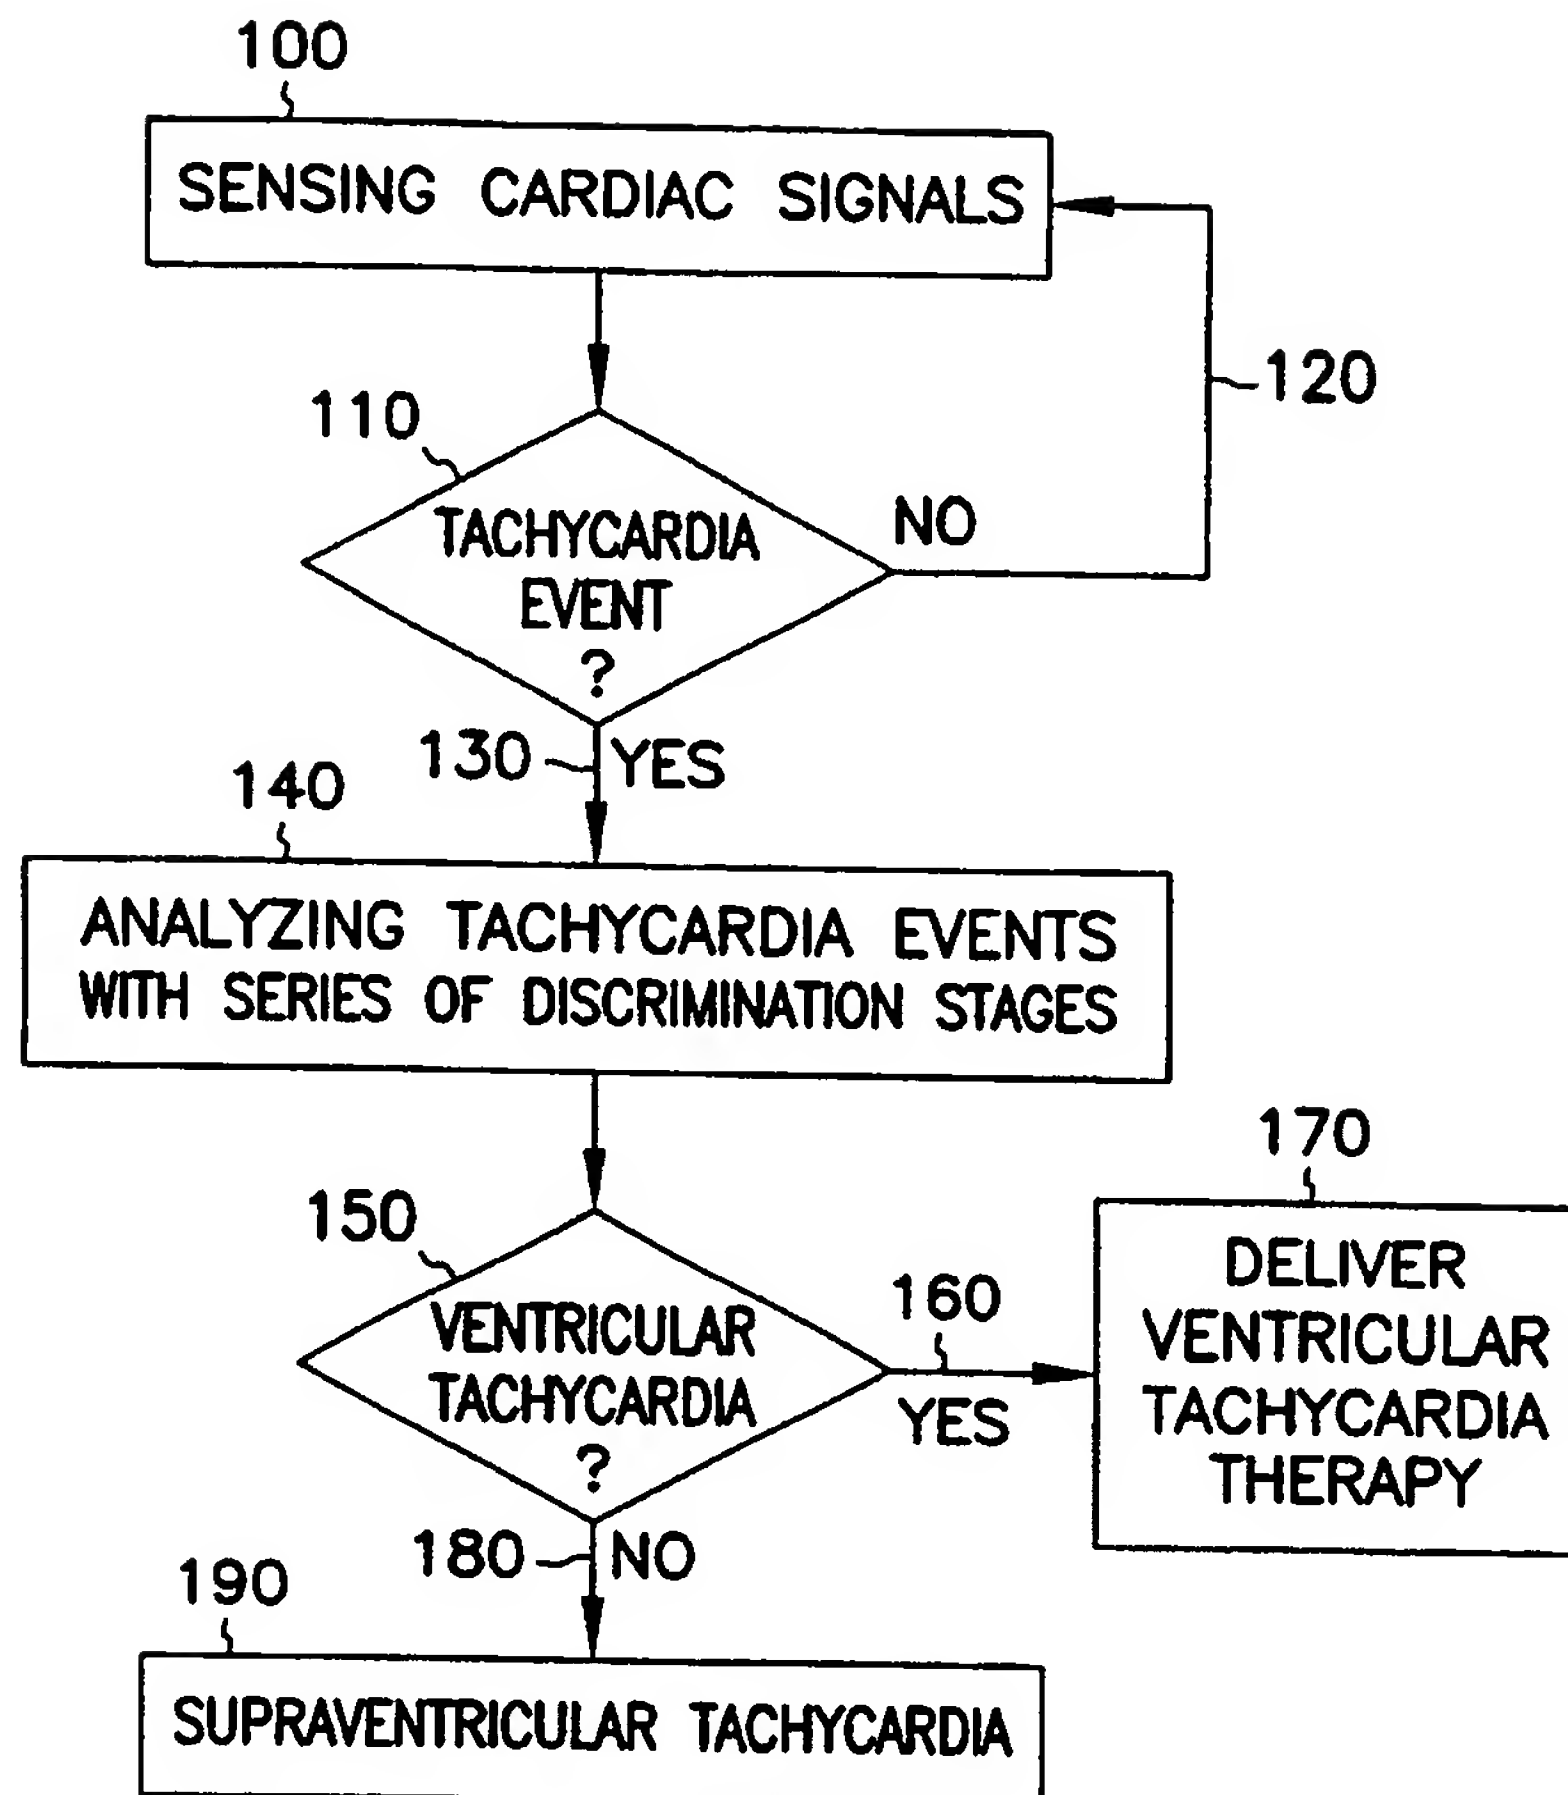 100
SENSING CARDIAC SIGNALS
120
110
TACHYCARDIA
EVENT
?
NO
130
YES
140
ANALYZING TACHYCARDIA EVENTS
WITH SERIES OF DISCRIMINATION STAGES
150
VENTRICULAR
TACHYCARDIA
?
160
YES
170
DELIVER
VENTRICULAR
TACHYCARDIA
THERAPY
180
NO
190
SUPRAVENTRICULAR TACHYCARDIA